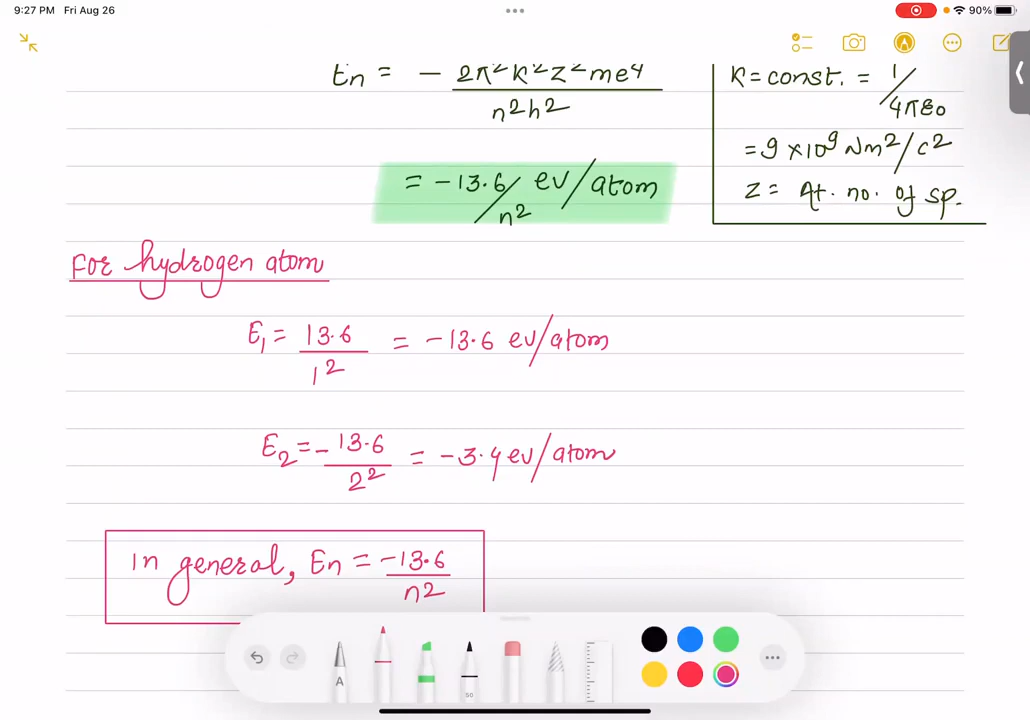 9:27 PM Fri Aug 26 90%
En = - 2π²K²Z²me⁴ / n²h²
K = const. = 1/4πε0
= 9 × 10⁹ Nm²/c²
= -13.6/n² ev/atom
Z = At. no. of sp.
For hydrogen atom
E₁ = 13.6/1² = -13.6 ev/atom
E₂ = -13.6/2² = -3.4 ev/atom
In general, En = -13.6/n²
A
50